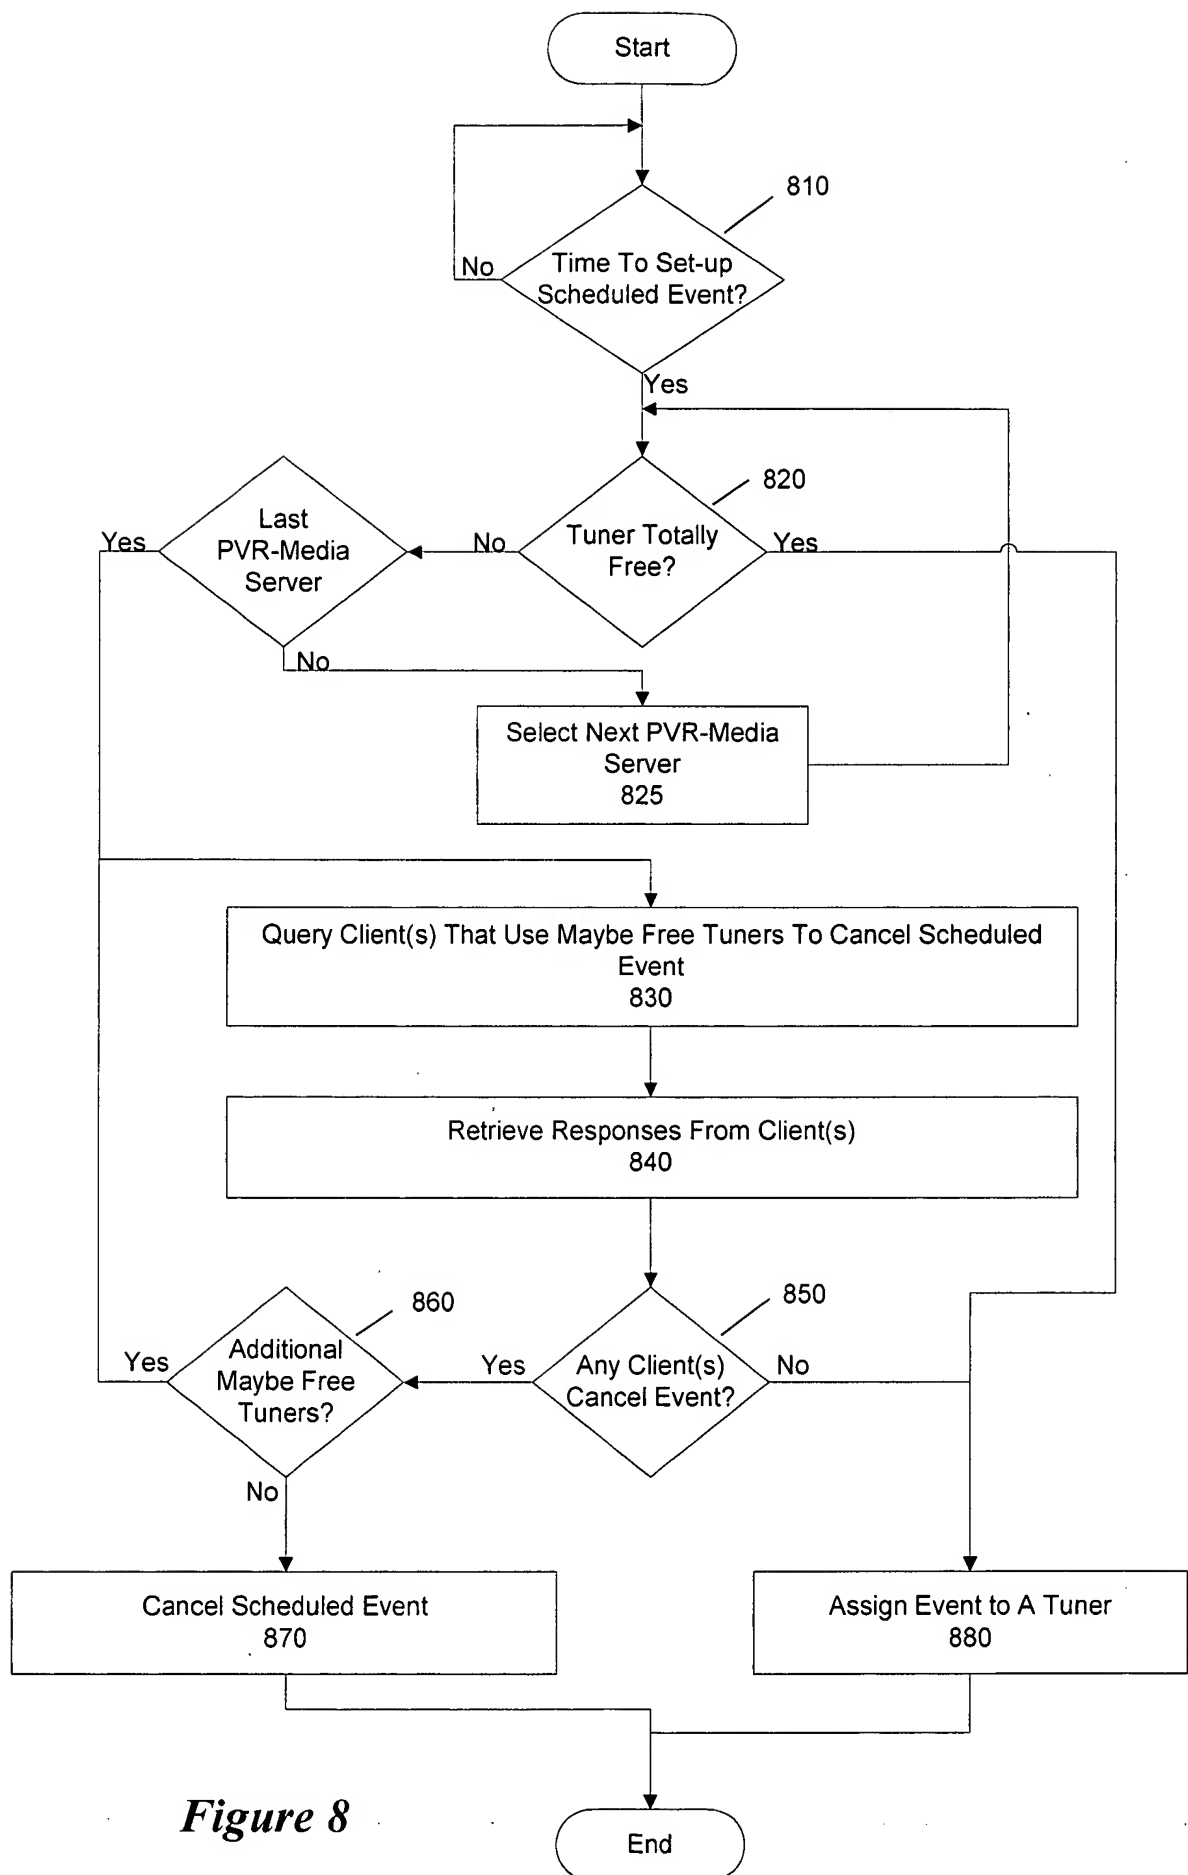 Start
810
No
Time To Set-up
Scheduled Event?
Yes
820
Last
PVR-Media
Server
Yes
No
Tuner Totally
Free?
Yes
No
Select Next PVR-Media
Server
825
Query Client(s) That Use Maybe Free Tuners To Cancel Scheduled
Event
830
Retrieve Responses From Client(s)
840
860
850
Yes
Additional
Maybe Free
Tuners?
Yes
Any Client(s)
Cancel Event?
No
No
Cancel Scheduled Event
870
Assign Event to A Tuner
880
Figure 8
End